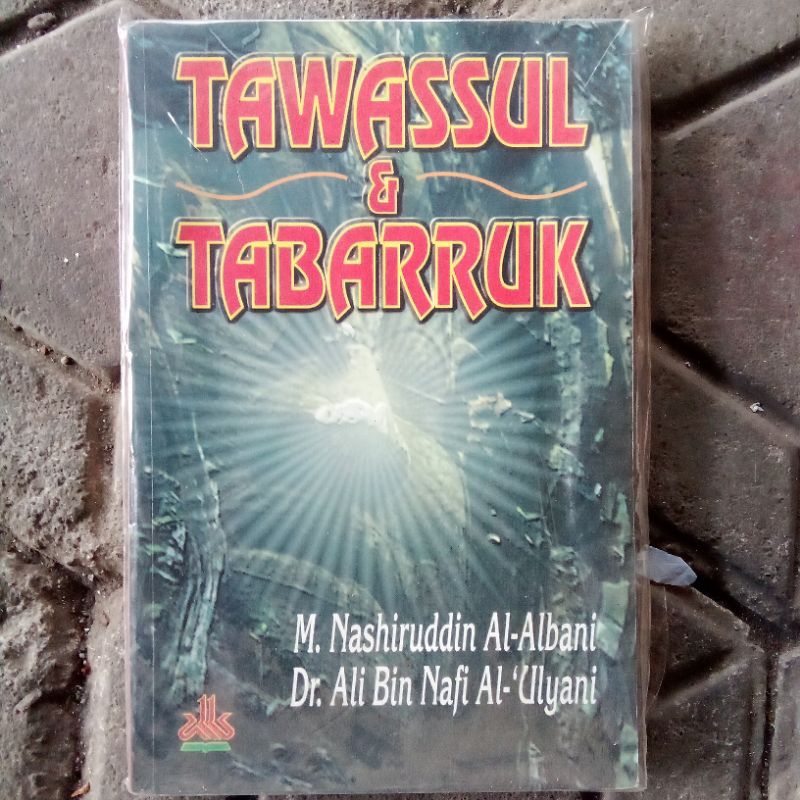 TAWASSUL
&
TABARRUK
M. Nashiruddin Al-Albani
Dr. Ali Bin Nafi Al-'Ulyani